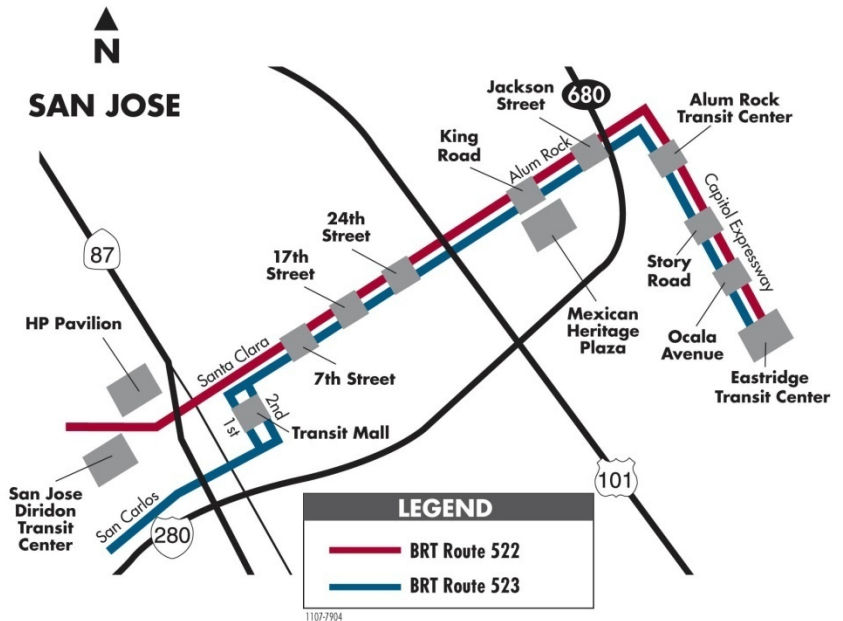 N
SAN JOSE
Jackson
Street
680
Alum Rock
Transit Center
King
Road
Alum Rock
24th
Street
17th
Street
87
Capitol Expressway
Story
Road
HP Pavilion
Mexican
Heritage
Plaza
Ocala
Avenue
Santa Clara
7th Street
Eastridge
Transit Center
1st
2nd
Transit Mall
San Jose
Diridon
Transit
Center
San Carlos
280
101
LEGEND
BRT Route 522
BRT Route 523
1107-7904